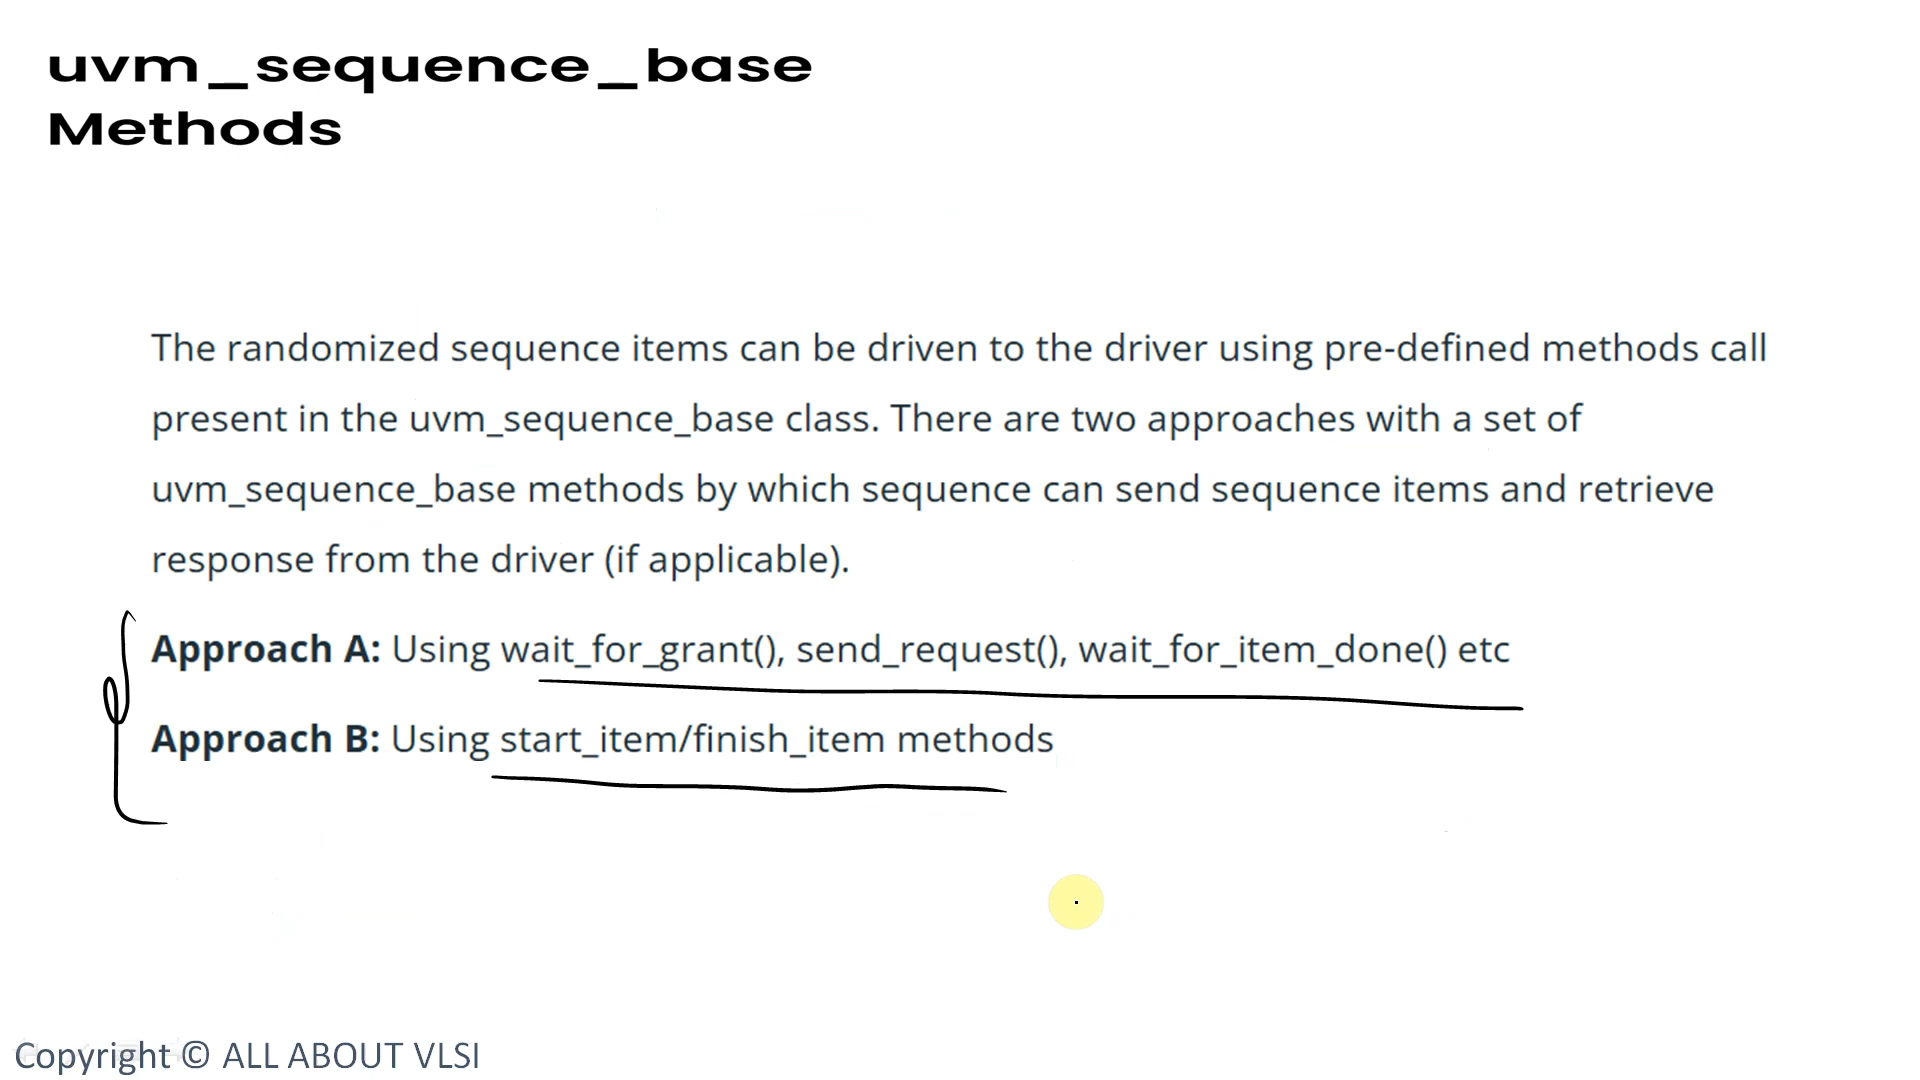 uvm_sequence_base
Methods
The randomized sequence items can be driven to the driver using pre-defined methods call
present in the uvm_sequence_base class. There are two approaches with a set of
uvm_sequence_base methods by which sequence can send sequence items and retrieve
response from the driver (if applicable).
Approach A: Using wait_for_grant(), send_request(), wait_for_item_done() etc
Approach B: Using start_item/finish_item methods
Copyright © ALL ABOUT VLSI